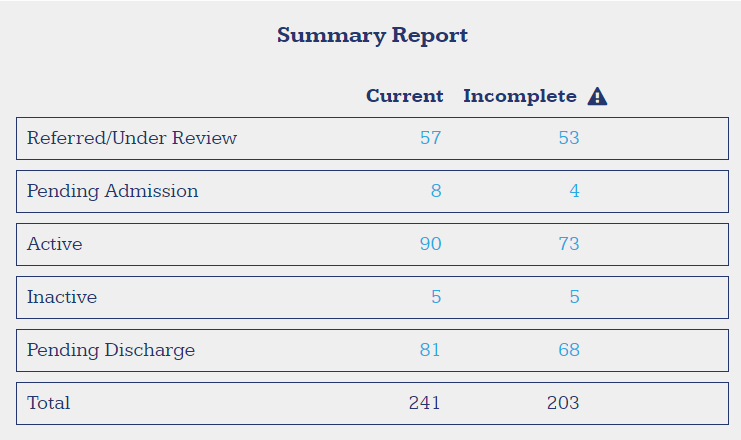 Summary Report
Current Incomplete
Referred/Under Review 57 53
Pending Admission 8 4
Active 90 73
Inactive 5 5
Pending Discharge 81 68
Total 241 203